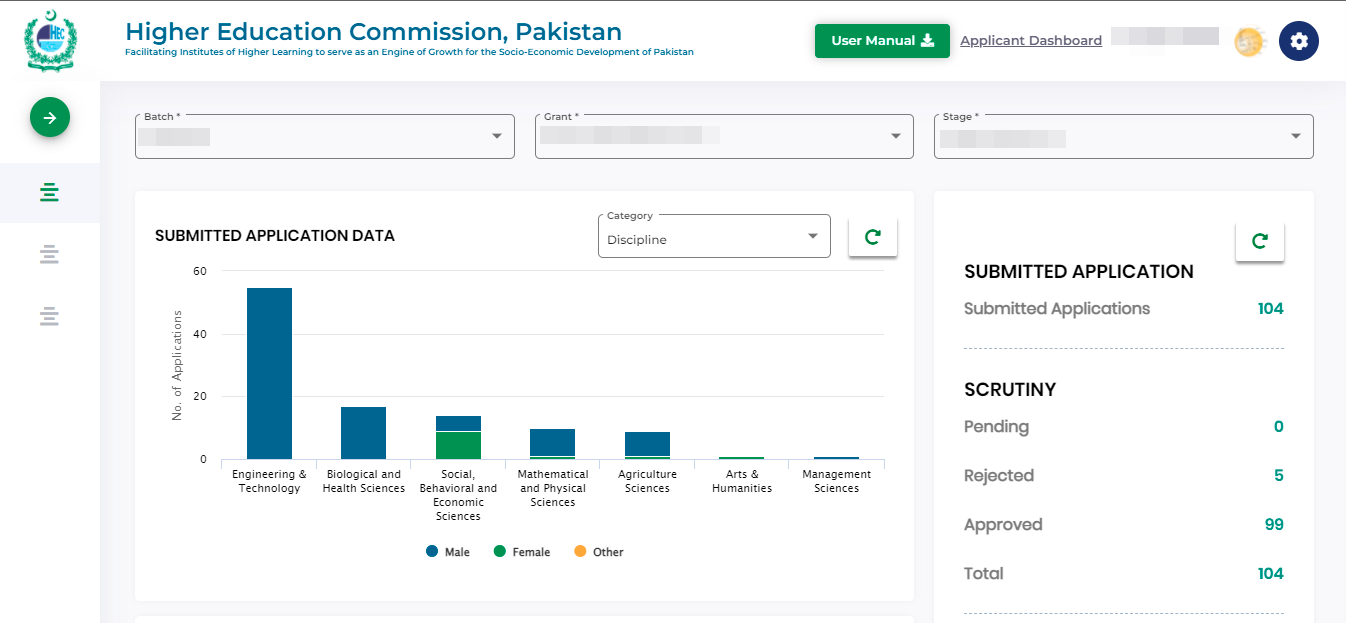 HEC
Higher Education Commission, Pakistan
Facilitating Institutes of Higher Learning to serve as an Engine of Growth for the Socio-Economic Development of Pakistan
User Manual
Applicant Dashboard
Batch *
Grant *
Stage *
SUBMITTED APPLICATION DATA
Category
Discipline
No. of Applications
60
40
20
0
Engineering &
Technology
Biological and
Health Sciences
Social,
Behavioral and
Economic
Sciences
Mathematical
and Physical
Sciences
Agriculture
Sciences
Arts &
Humanities
Management
Sciences
Male Female Other
SUBMITTED APPLICATION
Submitted Applications 104
SCRUTINY
Pending 0
Rejected 5
Approved 99
Total 104